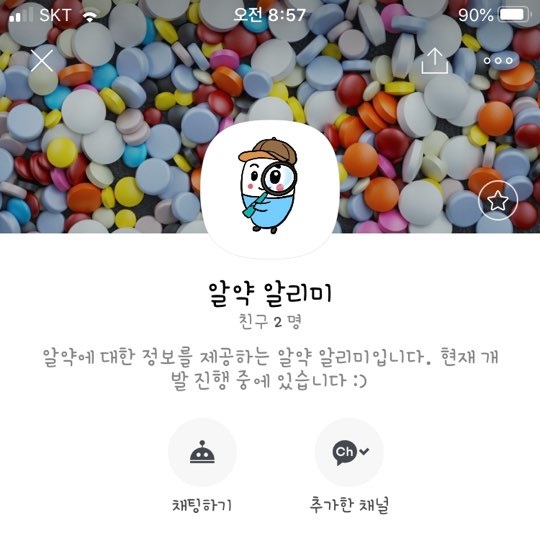 SKT 오전 8:57 90%
알약 알리미
친구 2 명
알약에 대한 정보를 제공하는 알약 알리미입니다. 현재 개
발 진행 중에 있습니다 :)
Ch
채팅하기 추가한 채널